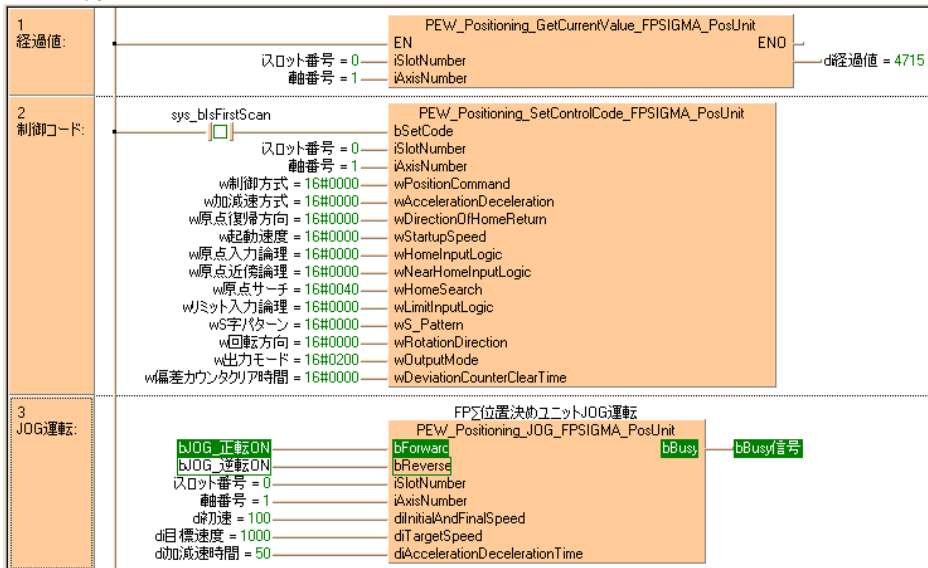 1
経過値:
PEW_Positioning_GetCurrentValue_FPSIGMA_PosUnit
EN ENO
iスロット番号 = 0 iSlotNumber d経過値 = 4715
軸番号 = 1 iAxisNumber
2
制御コード:
sys_bIsFirstScan PEW_Positioning_SetControlCode_FPSIGMA_PosUnit
bSetCode
iスロット番号 = 0 iSlotNumber
軸番号 = 1 iAxisNumber
w制御方式 = 16#0000 wPositionCommand
w加減速方式 = 16#0000 wAccelerationDeceleration
w原点復帰方向 = 16#0000 wDirectionOfHomeReturn
w起動速度 = 16#0000 wStartupSpeed
w原点入力論理 = 16#0000 wHomeInputLogic
w原点近傍論理 = 16#0000 wNearHomeInputLogic
w原点サーチ = 16#0040 wHomeSearch
wリミット入力論理 = 16#0000 wLimitInputLogic
wS字パターン = 16#0000 wS_Pattern
w回転方向 = 16#0000 wRotationDirection
w出力モード = 16#0200 wOutputMode
w偏差カウンタクリア時間 = 16#0000 wDeviationCounterClearTime
3
JOG運転:
FP∑位置決めユニットJOG運転
PEW_Positioning_JOG_FPSIGMA_PosUnit
bJOG_正転ON bForward bBusy bBusy信号
bJOG_逆転ON bReverse
iスロット番号 = 0 iSlotNumber
軸番号 = 1 iAxisNumber
di初速 = 100 diInitialAndFinalSpeed
di目標速度 = 1000 diTargetSpeed
di加減速時間 = 50 diAccelerationDecelerationTime